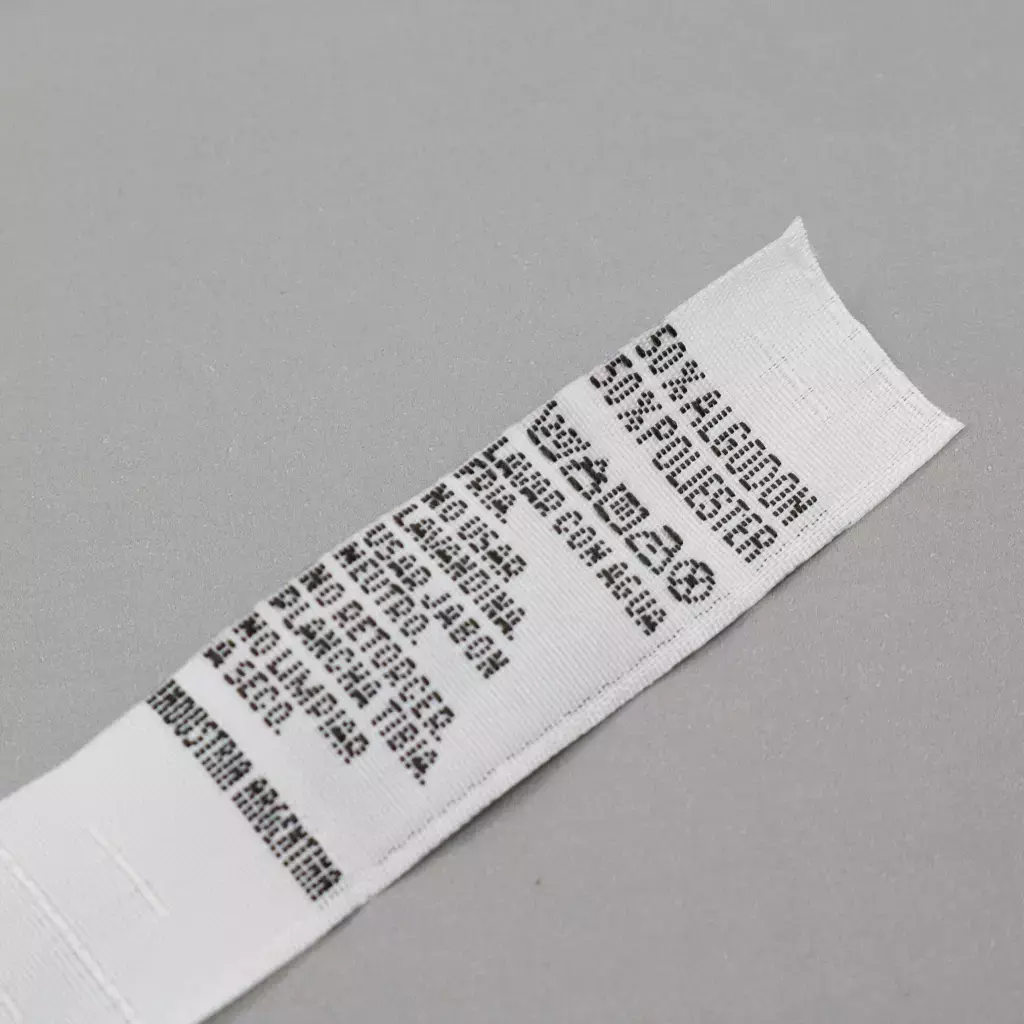 50% ALGODON
50% POLIESTER
LAVAR CON AGUA
FRIA.
NO USAR
LAVANDINA.
USAR JABON
NEUTRO.
NO RETORCER.
PLANCHA TIBIA.
NO LIMPIAR
A SECO.
INDUSTRIA ARGENTINA